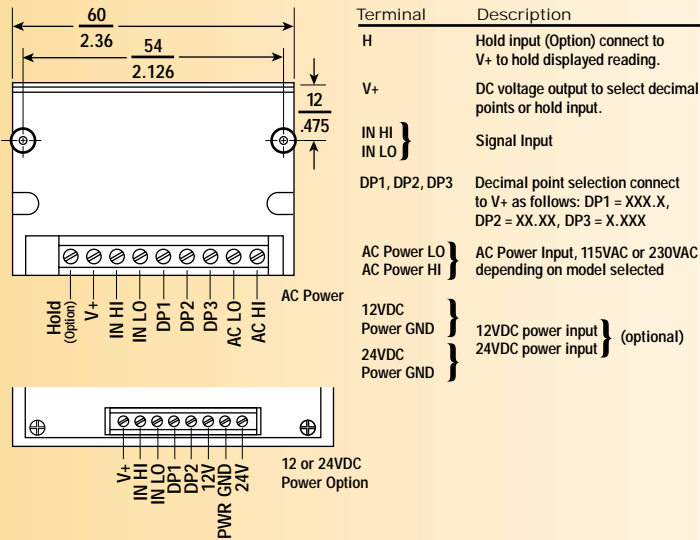 60
2.36
54
2.126
12
.475
Hold
(Option)
V+
IN HI
IN LO
DP1
DP2
DP3
AC LO
AC HI
AC Power
V+
IN HI
IN LO
DP1
DP2
12V
PWR GND
24V
12 or 24VDC
Power Option
Terminal Description
H Hold input (Option) connect to
V+ to hold displayed reading.
V+ DC voltage output to select decimal
points or hold input.
IN HI
IN LO } Signal Input
DP1, DP2, DP3 Decimal point selection connect
to V+ as follows: DP1 = XXX.X,
DP2 = XX.XX, DP3 = X.XXX
AC Power LO } AC Power Input, 115VAC or 230VAC
AC Power HI depending on model selected
12VDC
Power GND }
12VDC power input
24VDC power input } (optional)
24VDC
Power GND }